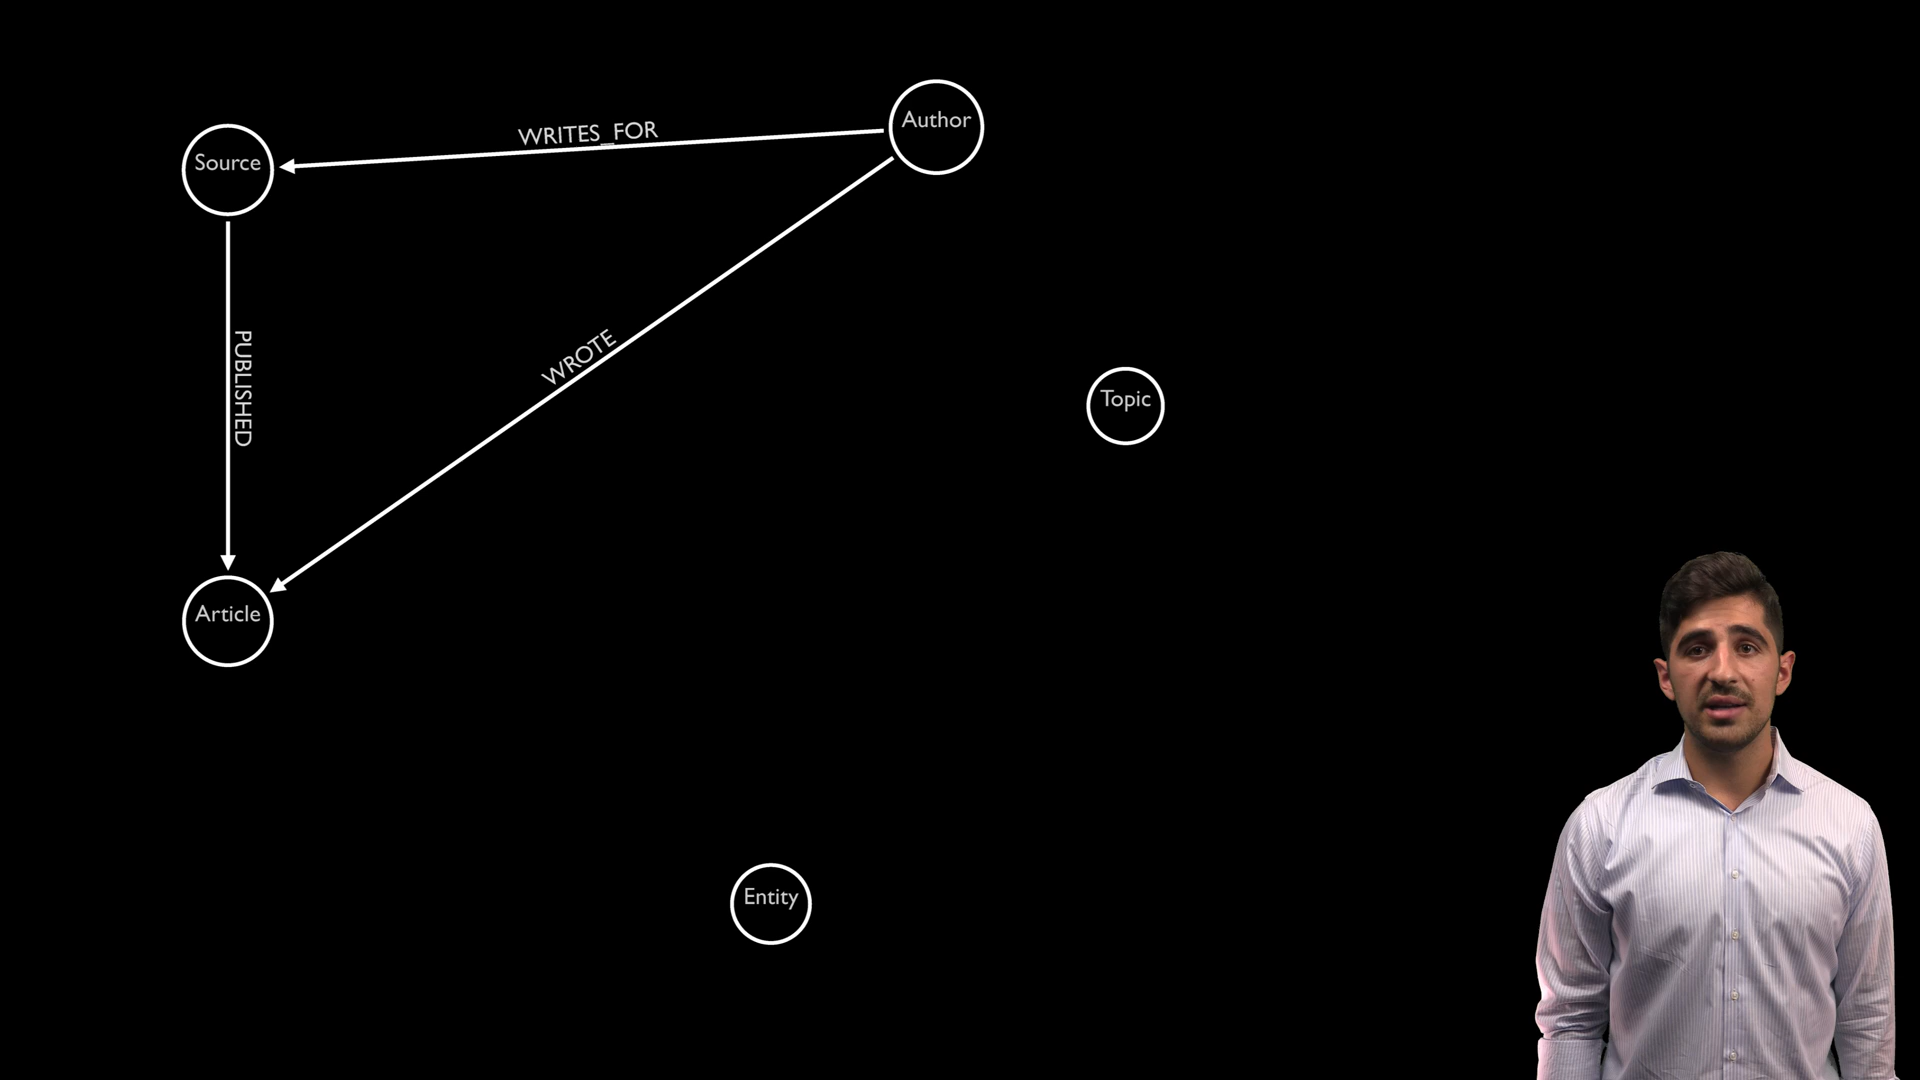 Author
WRITES_FOR
Source
WROTE
PUBLISHED
Topic
Article
Entity